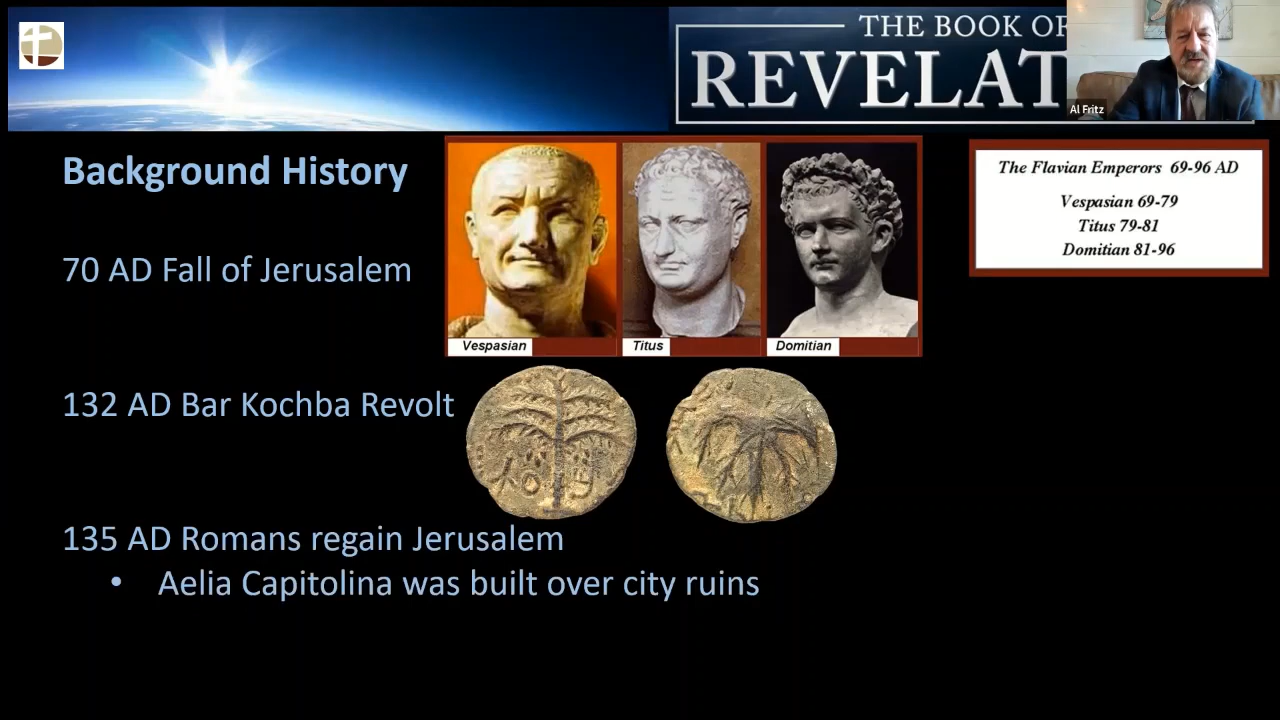 THE BOOK OF
REVELAT
Al Fritz
Background History
The Flavian Emperors 69-96 AD
Vespasian 69-79
Titus 79-81
Domitian 81-96
70 AD Fall of Jerusalem
Vespasian
Titus
Domitian
132 AD Bar Kochba Revolt
135 AD Romans regain Jerusalem
• Aelia Capitolina was built over city ruins